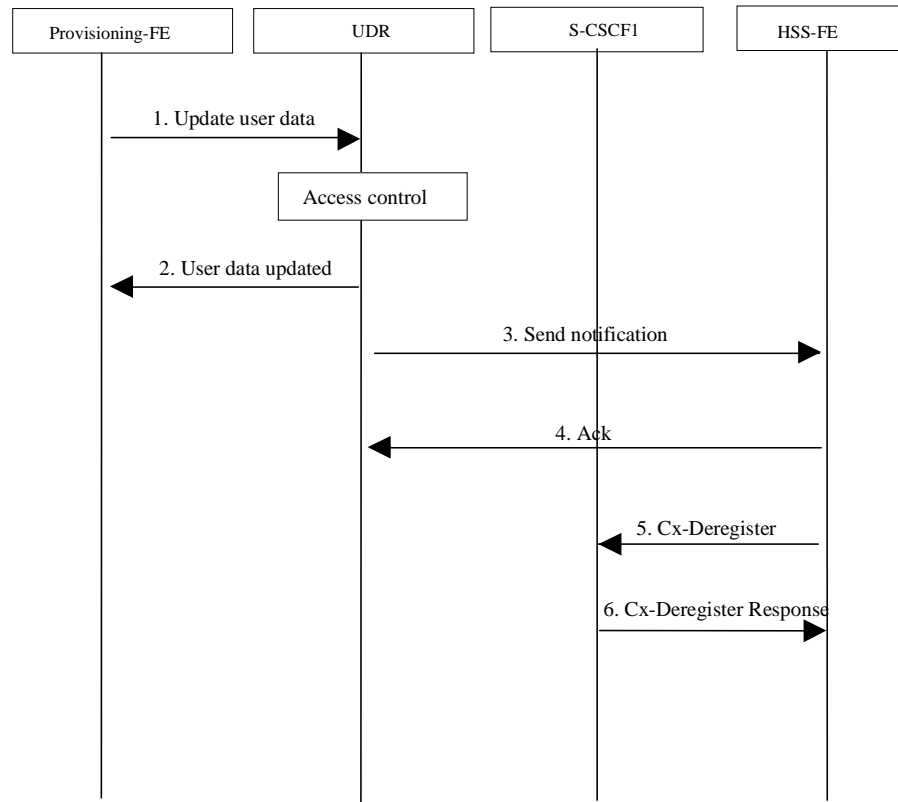 Provisioning-FE
UDR
S-CSCF1
HSS-FE
1. Update user data
Access control
2. User data updated
3. Send notification
4. Ack
5. Cx-Deregister
6. Cx-Deregister Response